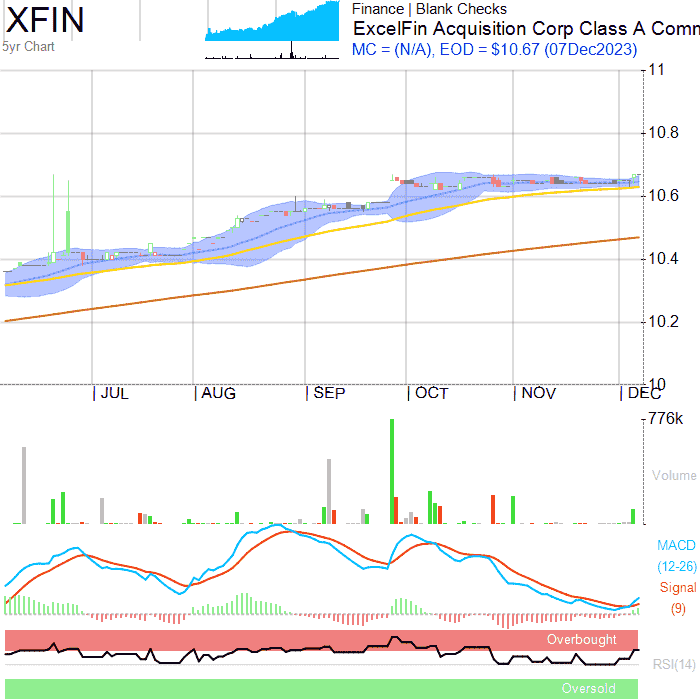 XFIN
5yr Chart
Finance | Blank Checks
ExcelFin Acquisition Corp Class A Comm
MC = (N/A), EOD = $10.67 (07Dec2023)
11
10.8
10.6
10.4
10.2
10
JUL AUG SEP OCT NOV DEC
776k
Volume
MACD
(12-26)
Signal
(9)
Overbought
RSI(14)
Oversold